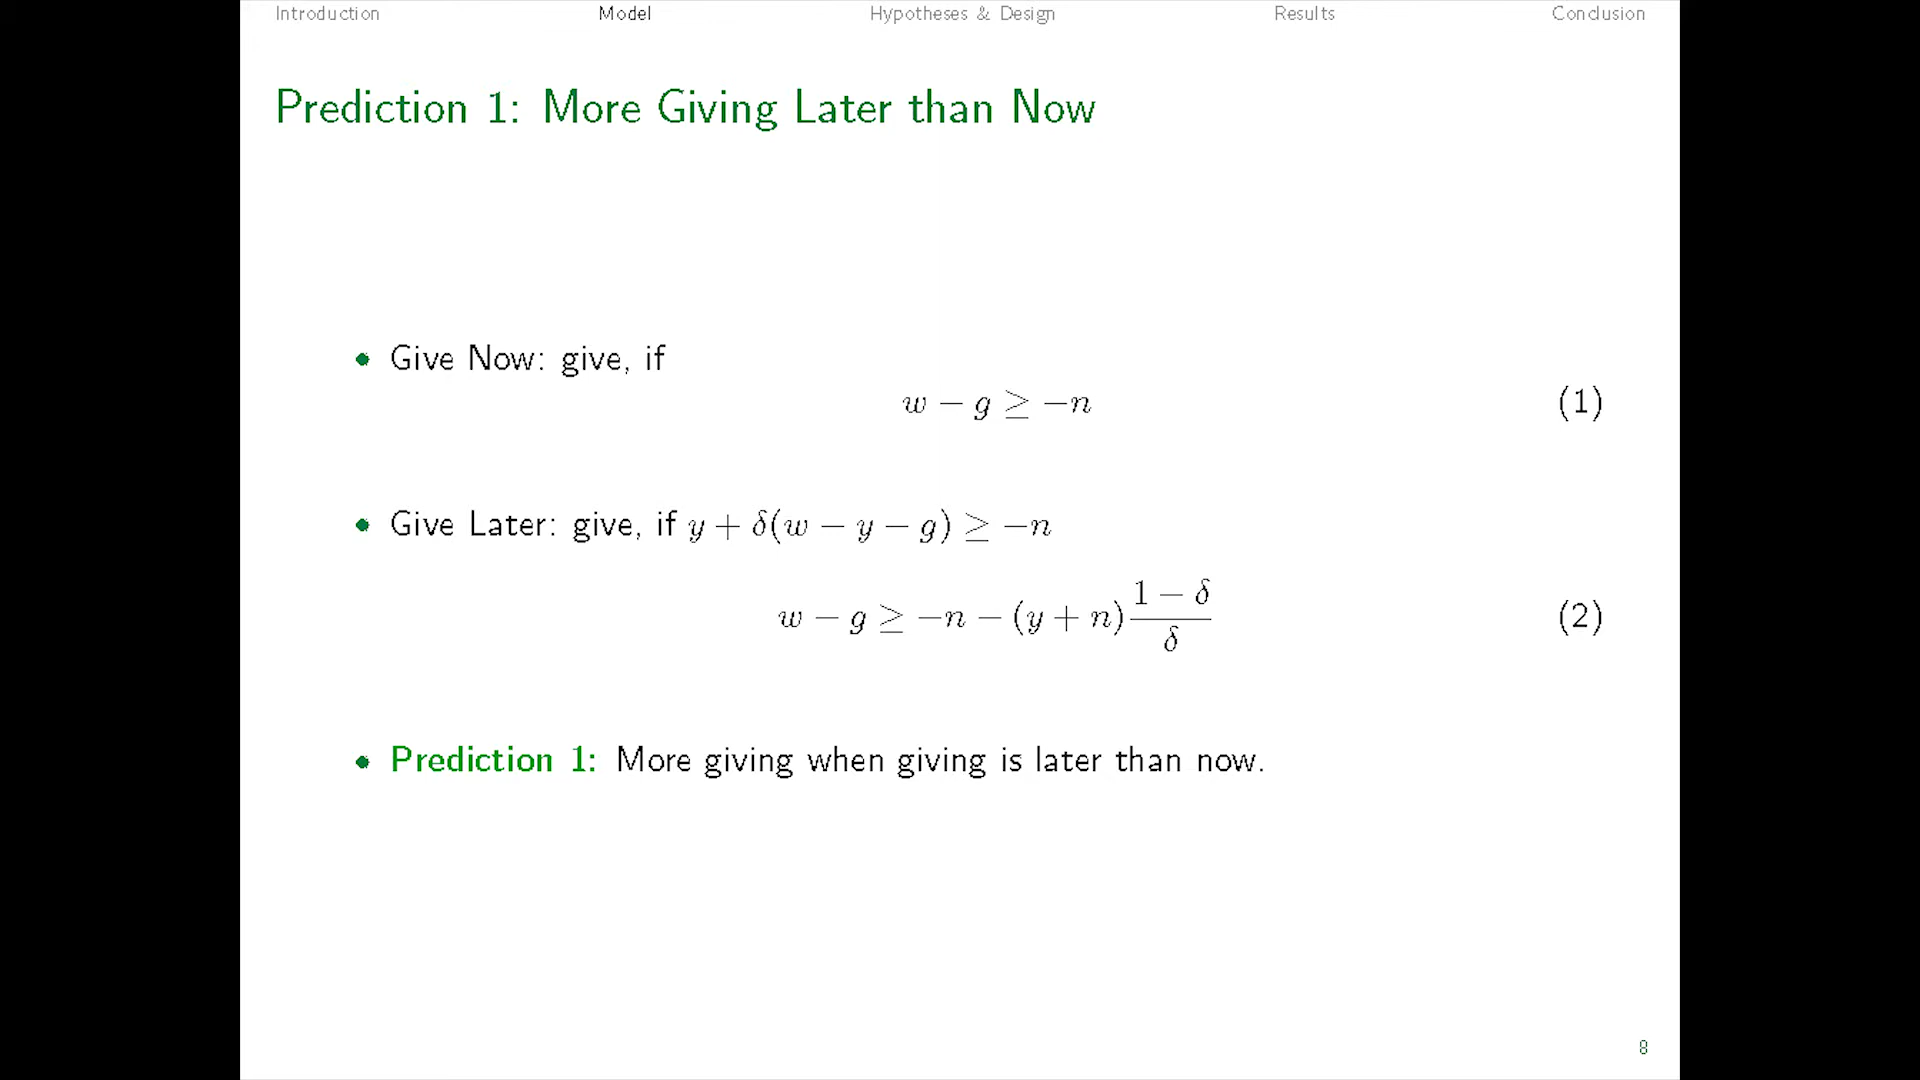 Introduction Model Hypotheses & Design Results Conclusion
Prediction 1: More Giving Later than Now
• Give Now: give, if
w − g ≥ −n (1)
• Give Later: give, if y + δ(w − y − g) ≥ −n
w − g ≥ −n − (y + n) \frac{1 − δ}{δ} (2)
• Prediction 1: More giving when giving is later than now.
8